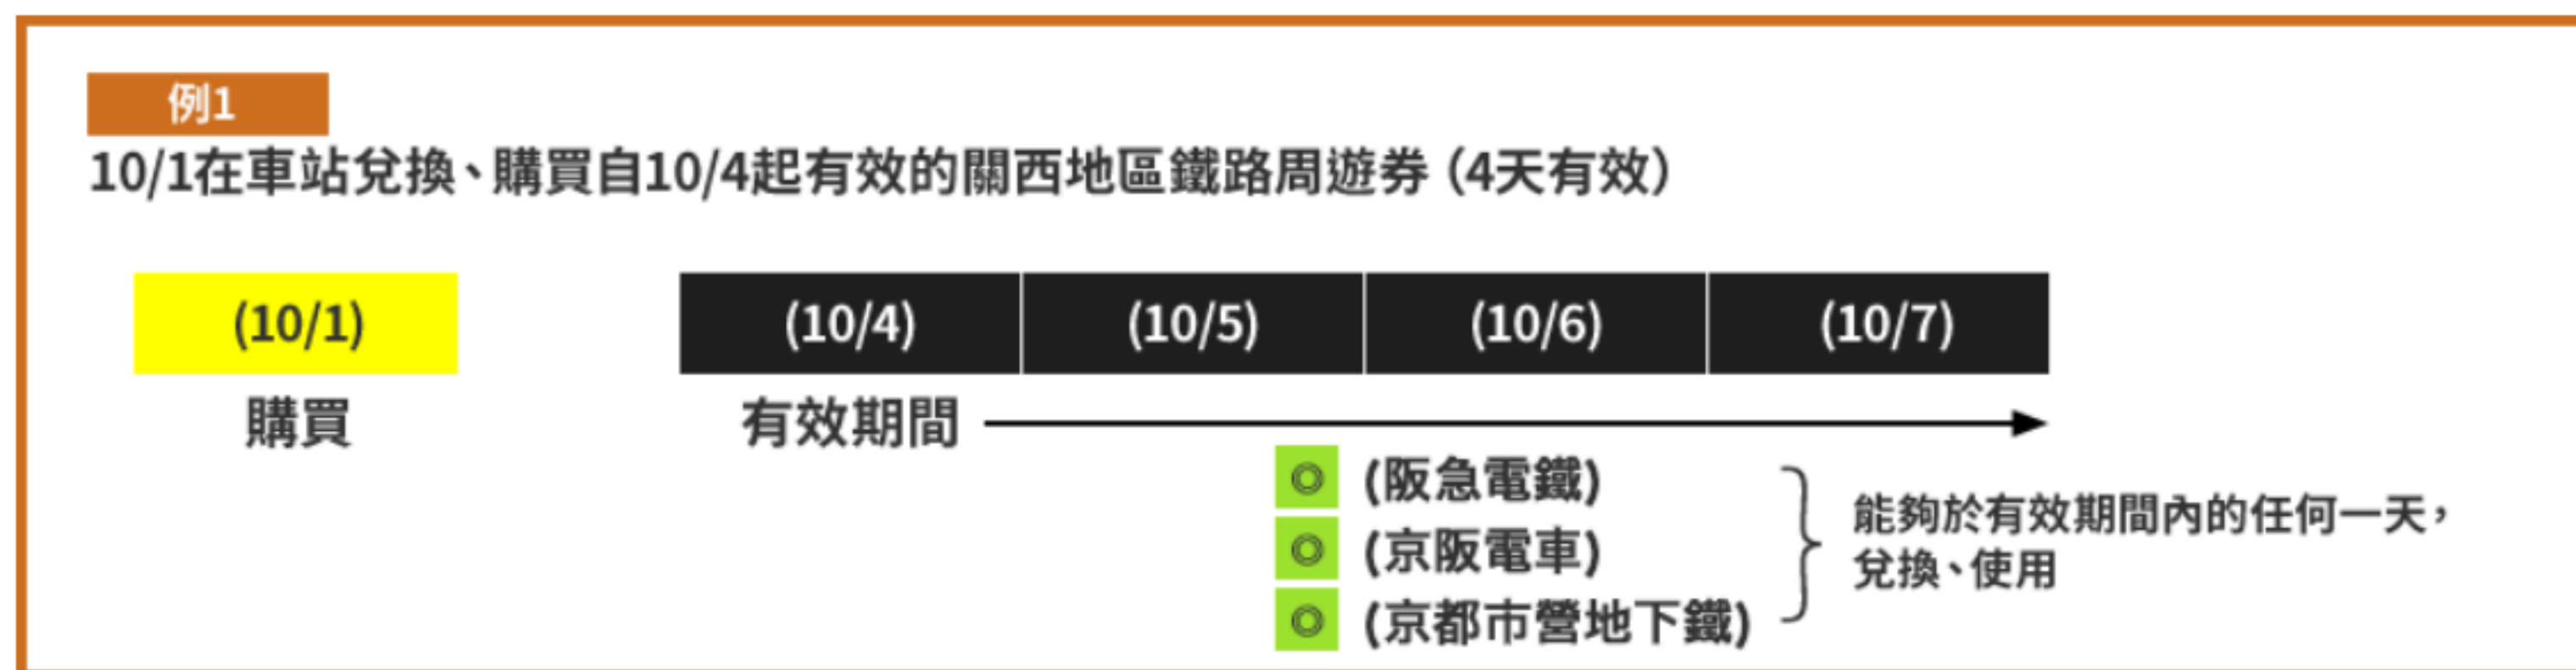 例1
10/1在車站兌換、購買自10/4起有效的關西地區鐵路周遊券（4天有效）
(10/1) (10/4) (10/5) (10/6) (10/7)
購買 有效期間
◎ (阪急電鐵)
◎ (京阪電車)
◎ (京都市營地下鐵)
能夠於有效期間內的任何一天，
兌換、使用